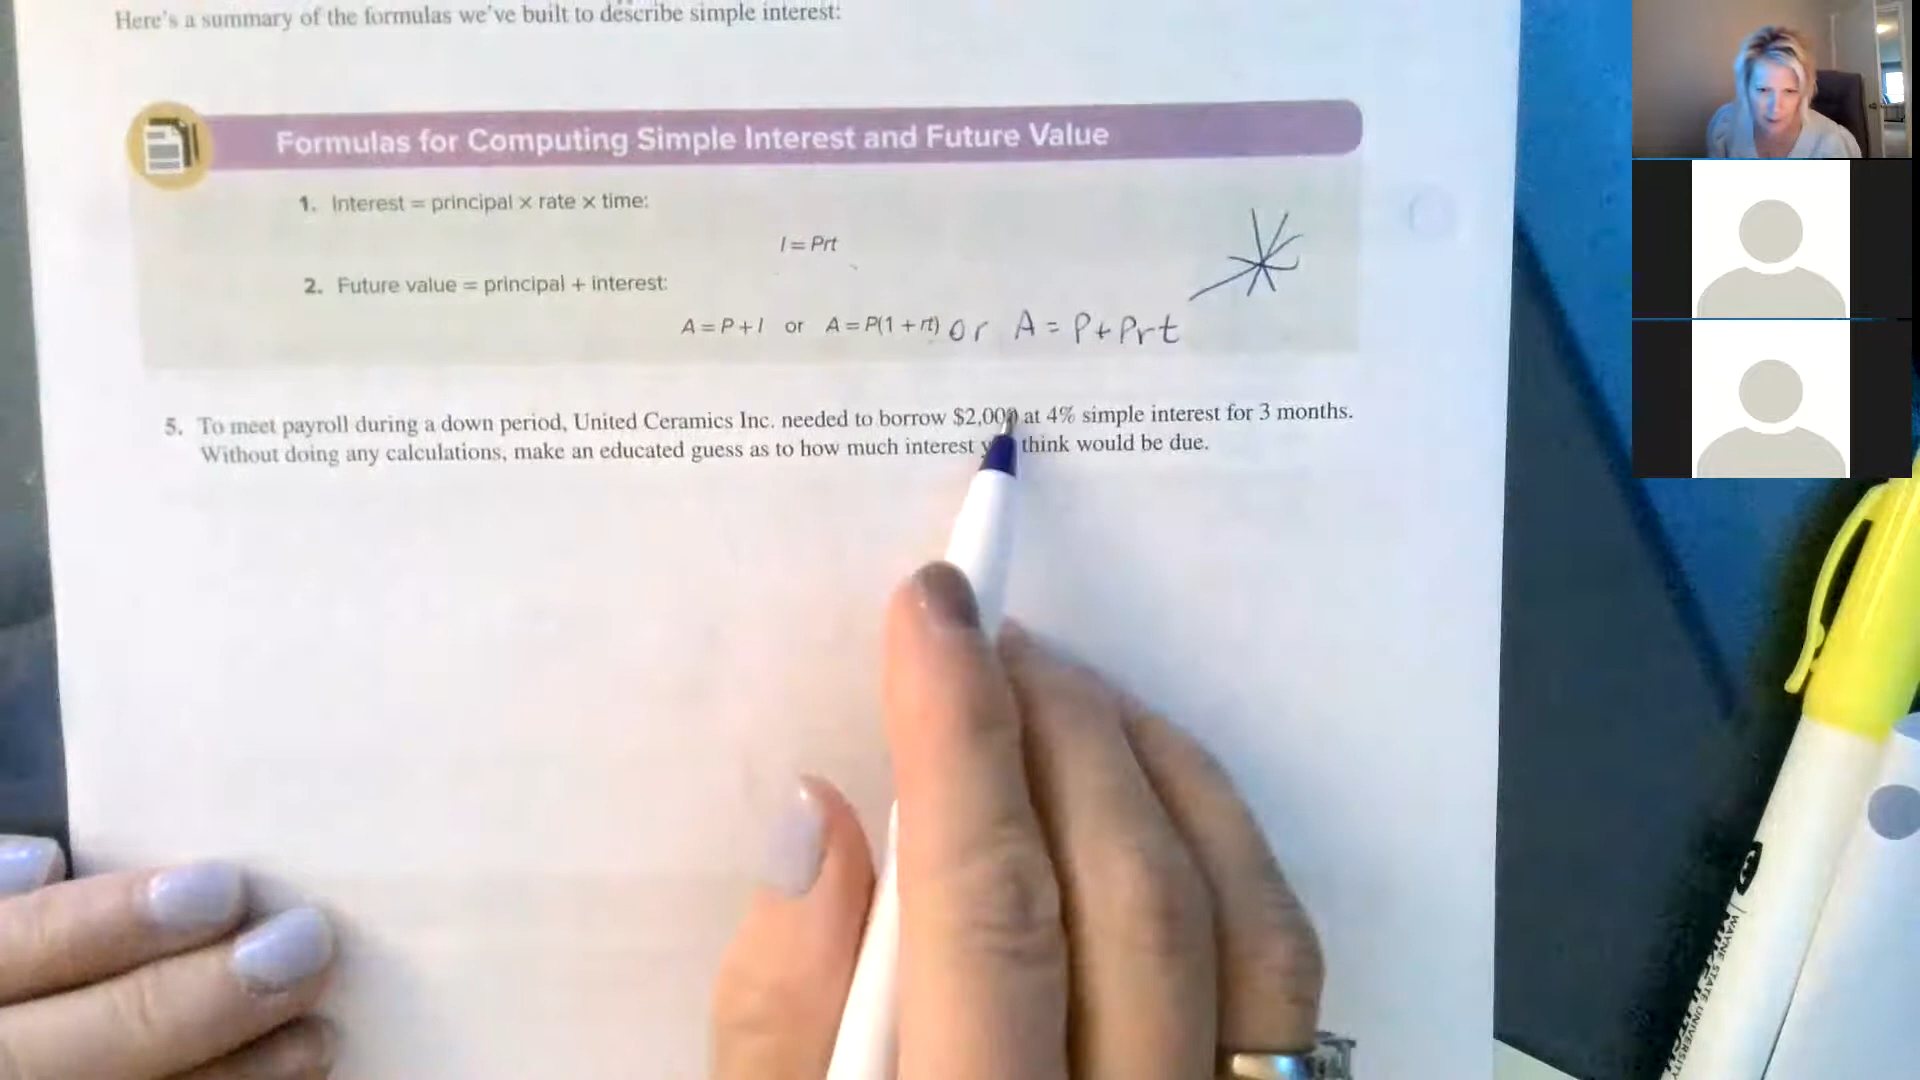 Here's a summary of the formulas we've built to describe simple interest:
Formulas for Computing Simple Interest and Future Value
1. Interest = principal × rate × time:
I = Prt
2. Future value = principal + interest:
A = P + I or A = P(1 + rt) or A = P + Prt
5. To meet payroll during a down period, United Ceramics Inc. needed to borrow $2,000 at 4% simple interest for 3 months.
Without doing any calculations, make an educated guess as to how much interest think would be due.
WAYNE STATE UNIVERSITY